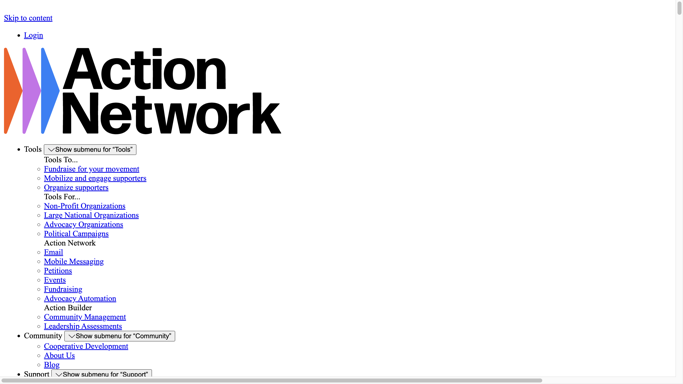 Skip to content
Login
Action
Network
Tools Show submenu for “Tools”
Tools To...
Fundraise for your movement
Mobilize and engage supporters
Organize supporters
Tools For...
Non-Profit Organizations
Large National Organizations
Advocacy Organizations
Political Campaigns
Action Network
Email
Mobile Messaging
Petitions
Events
Fundraising
Advocacy Automation
Action Builder
Community Management
Leadership Assessments
Community Show submenu for “Community”
Cooperative Development
About Us
Blog
Support Show submenu for “Support”